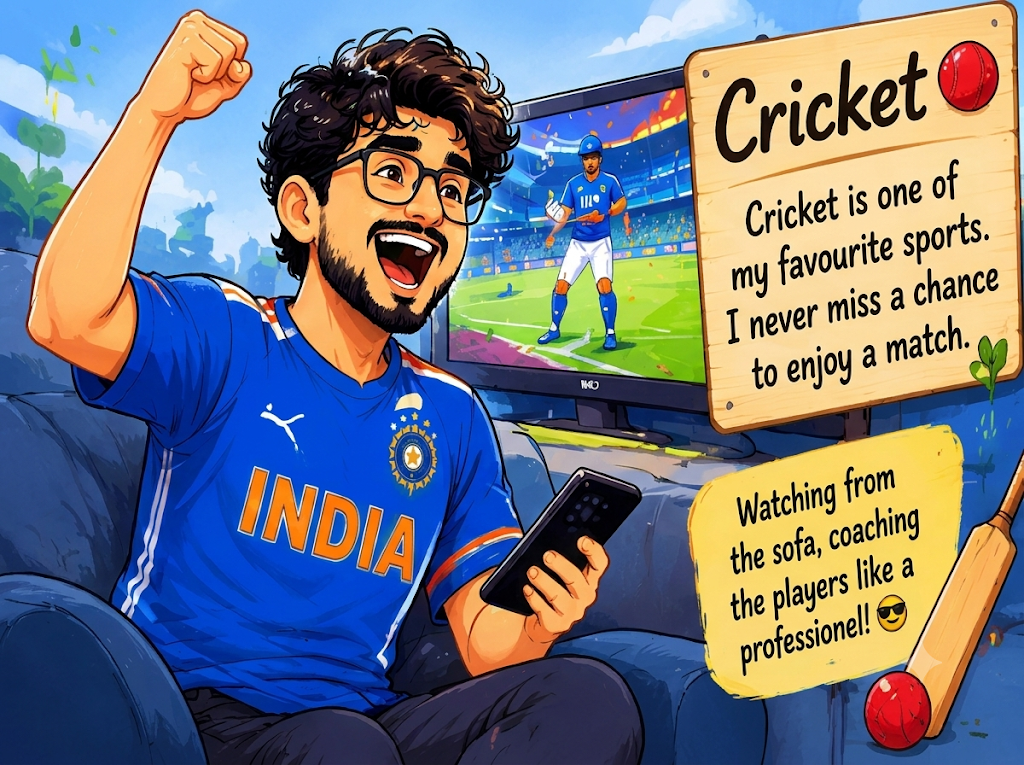 Cricket
Cricket is one of
my favourite sports.
I never miss a chance
to enjoy a match.
INDIA
Watching from
the sofa, coaching
the players like a
professionel! 😎